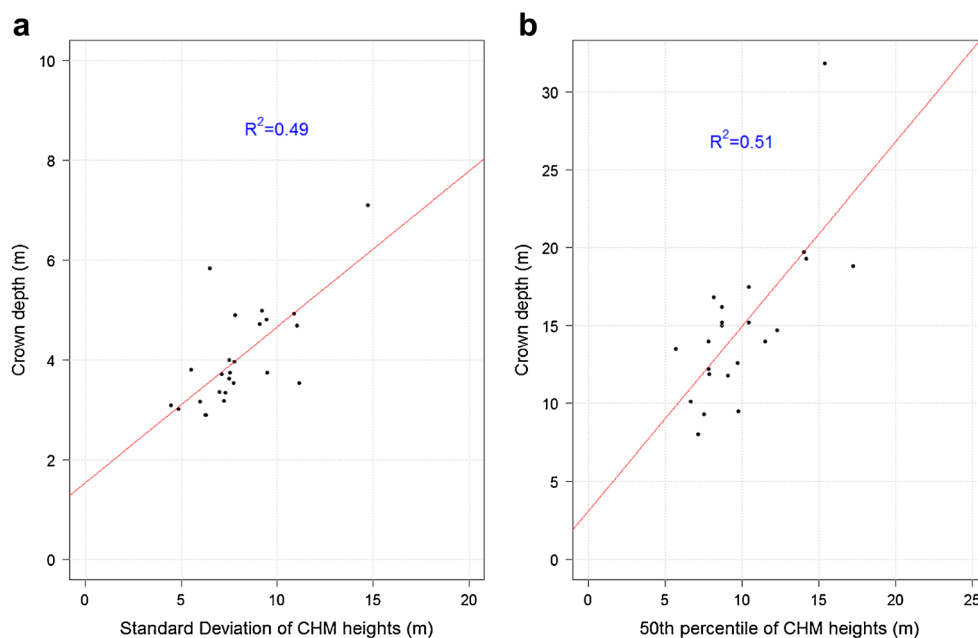 a
10
8
6
4
2
0
Crown depth (m)
R²=0.49
0 5 10 15 20
Standard Deviation of CHM heights (m)
b
30
25
20
15
10
5
0
Crown depth (m)
R²=0.51
0 5 10 15 20 25
50th percentile of CHM heights (m)